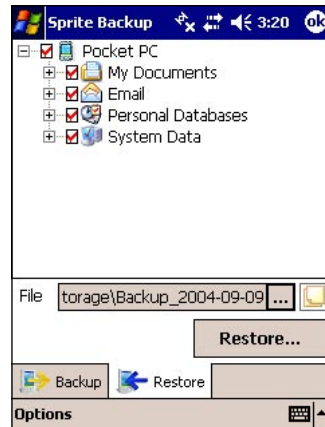 Sprite Backup 3:20 ok
Pocket PC
My Documents
Email
Personal Databases
System Data
File torage\Backup_2004-09-09 ...
Restore...
Backup Restore
Options